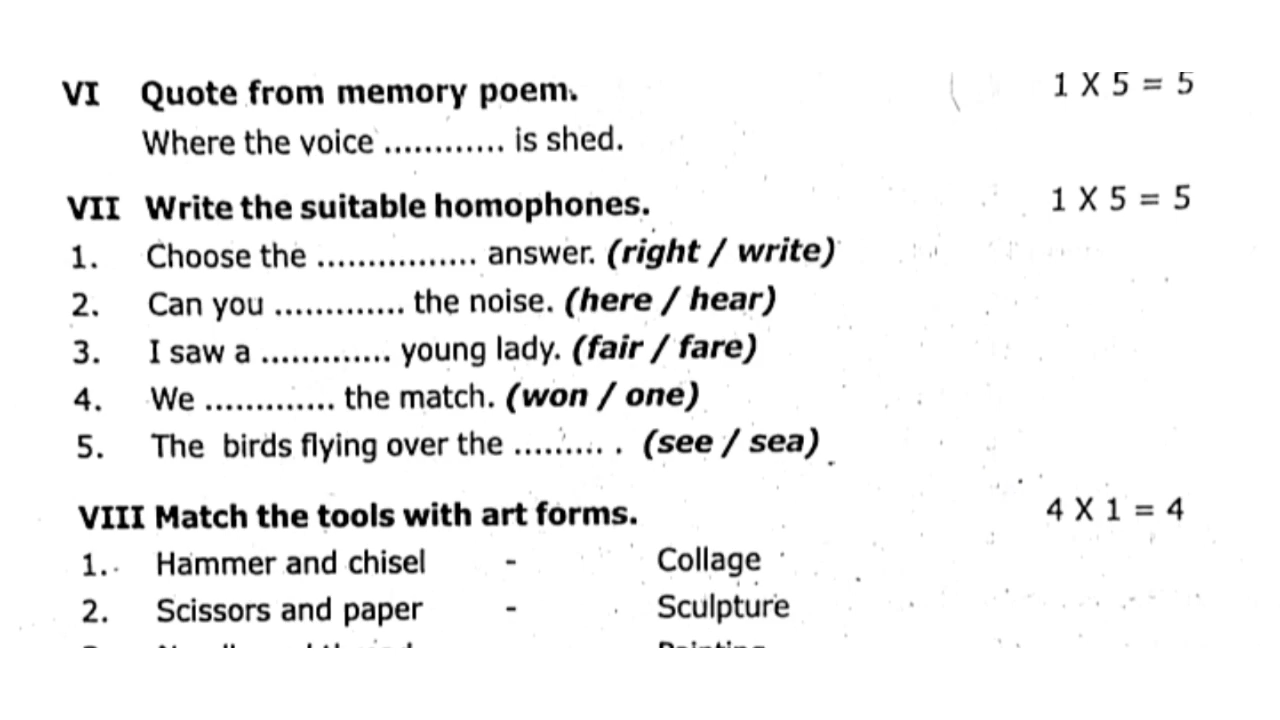 VI Quote from memory poem. 1 X 5 = 5
Where the voice ............ is shed.
VII Write the suitable homophones. 1 X 5 = 5
1. Choose the ................ answer. (right / write)
2. Can you ............. the noise. (here / hear)
3. I saw a ............. young lady. (fair / fare)
4. We ............. the match. (won / one)
5. The birds flying over the .......... . (see / sea)
VIII Match the tools with art forms. 4 X 1 = 4
1. Hammer and chisel - Collage
2. Scissors and paper - Sculpture